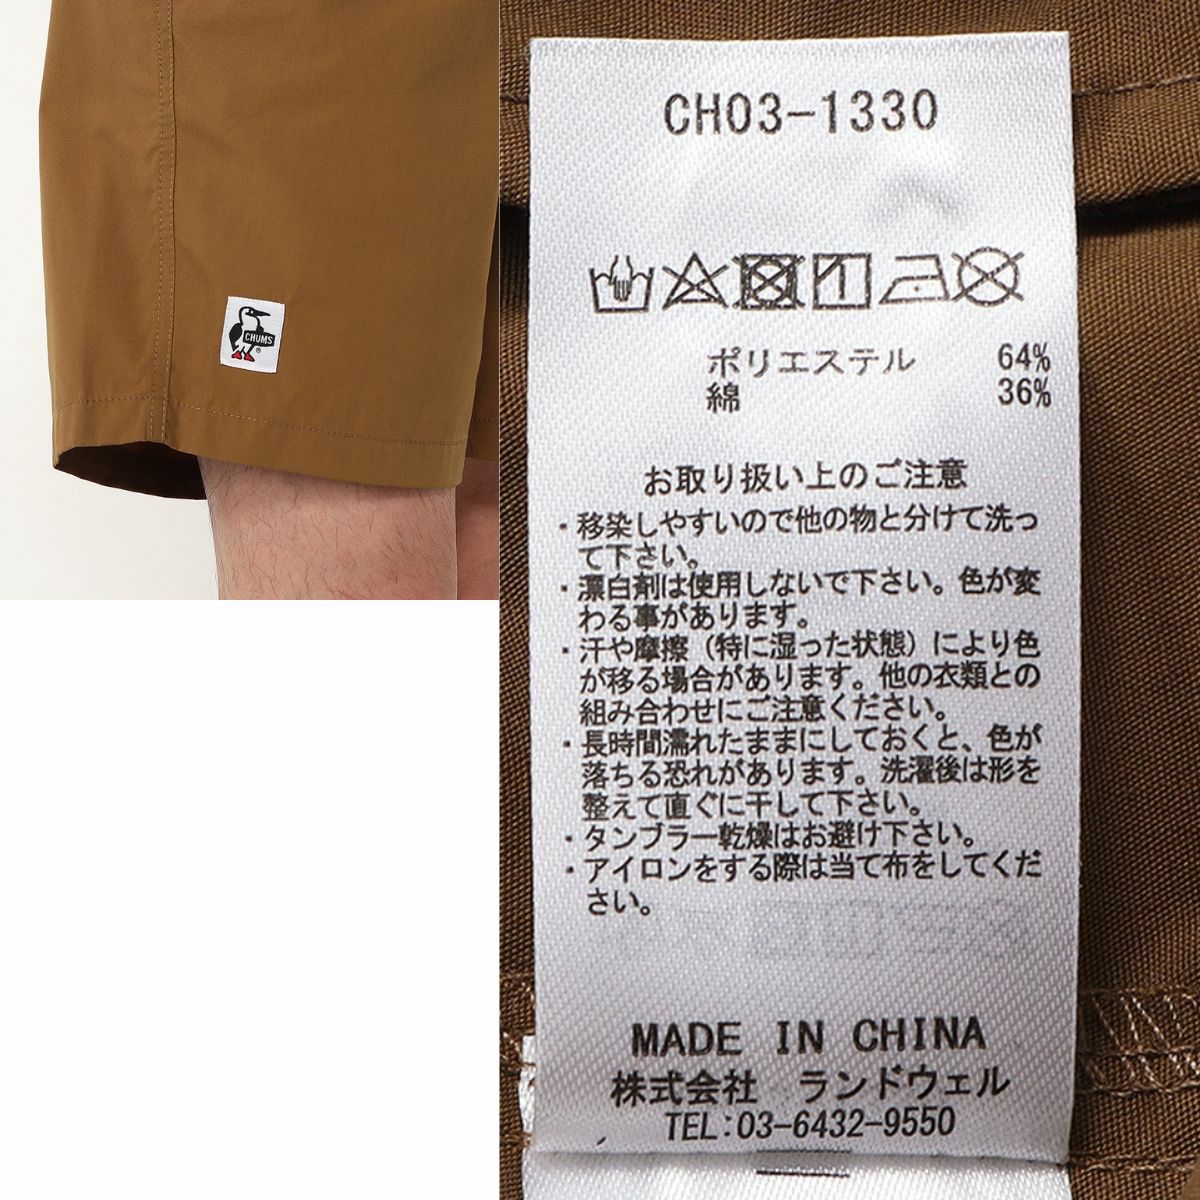 CHUMS
®
CH03-1330
ポリエステル 64%
綿 36%
お取り扱い上のご注意
・移染しやすいので他の物と分けて洗っ
て下さい。
・漂白剤は使用しないで下さい。色が変
わる事があります。
・汗や摩擦（特に湿った状態）により色
が移る場合があります。他の衣類との
組み合わせにご注意ください。
・長時間濡れたままにしておくと、色が
落ちる恐れがあります。洗濯後は形を
整えて直ぐに干して下さい。
・タンブラー乾燥はお避け下さい。
・アイロンをする際は当て布をしてくだ
さい。
MADE IN CHINA
株式会社 ランドウェル
TEL:03-6432-9550